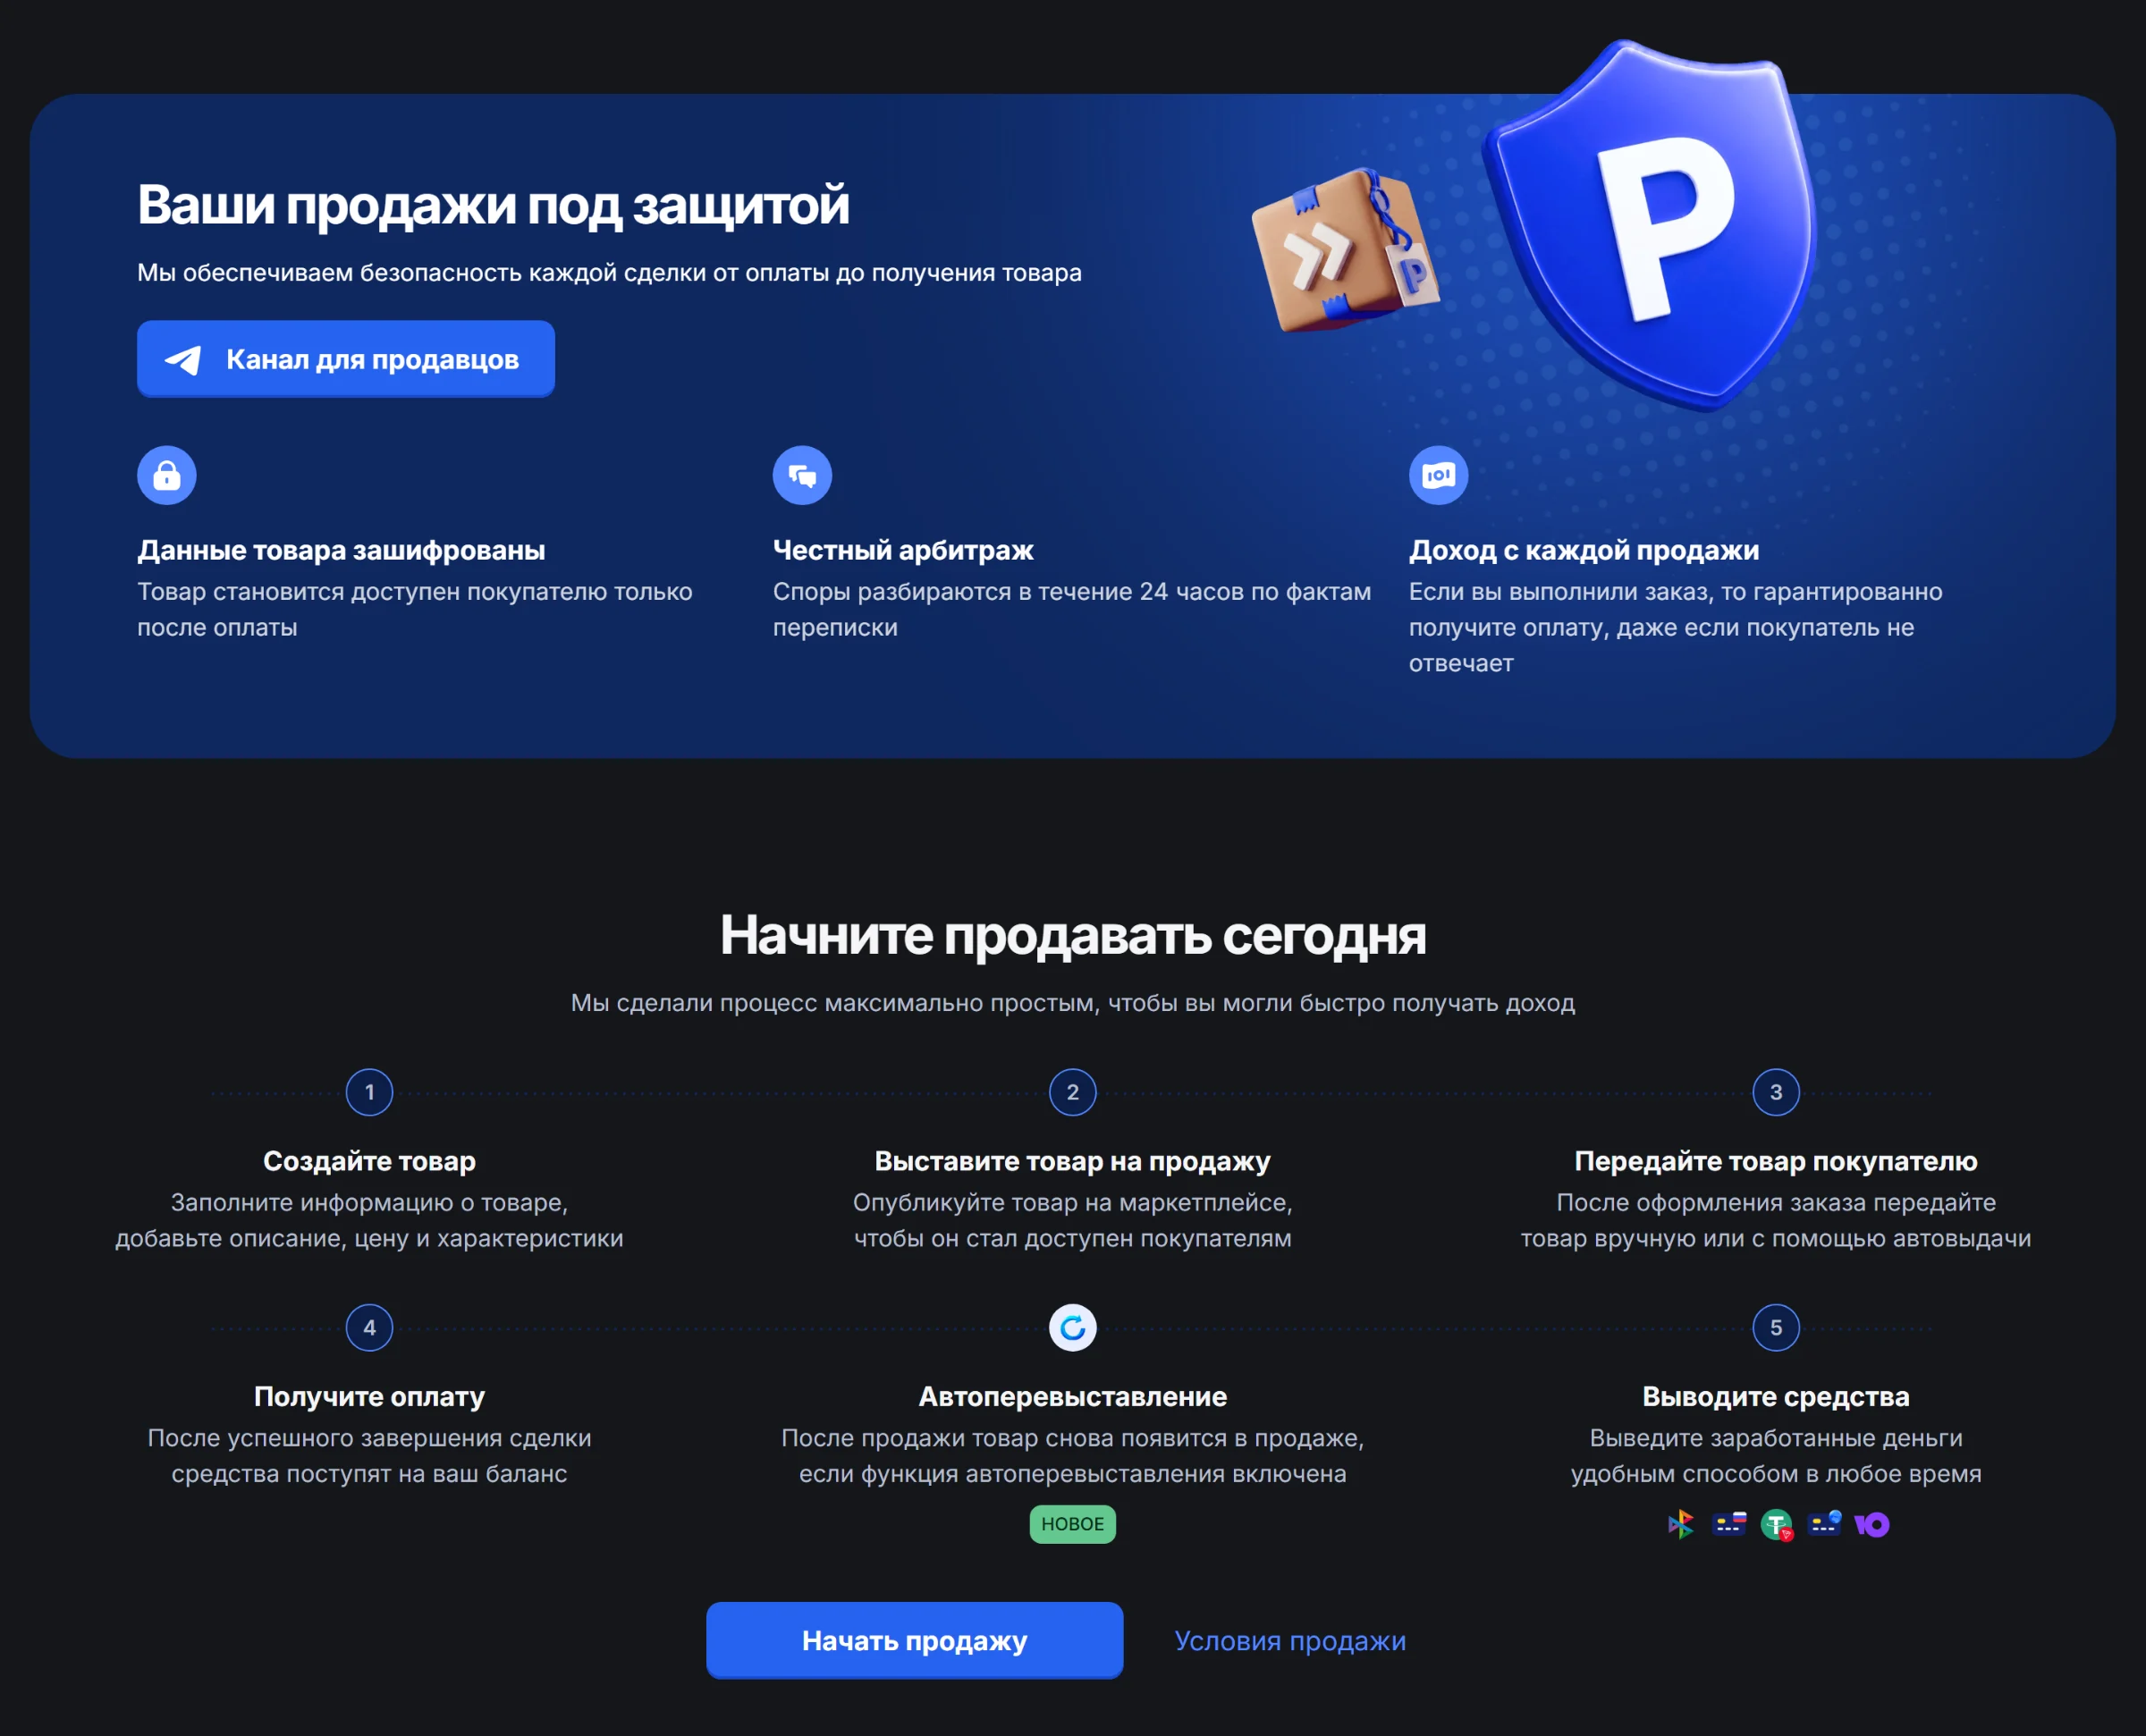 P
P
Ваши продажи под защитой
Мы обеспечиваем безопасность каждой сделки от оплаты до получения товара
Канал для продавцов
Данные товара зашифрованы
Товар становится доступен покупателю только
после оплаты
Честный арбитраж
Споры разбираются в течение 24 часов по фактам
переписки
Доход с каждой продажи
Если вы выполнили заказ, то гарантированно
получите оплату, даже если покупатель не
отвечает
Начните продавать сегодня
Мы сделали процесс максимально простым, чтобы вы могли быстро получать доход
1
Создайте товар
Заполните информацию о товаре,
добавьте описание, цену и характеристики
2
Выставите товар на продажу
Опубликуйте товар на маркетплейсе,
чтобы он стал доступен покупателям
3
Передайте товар покупателю
После оформления заказа передайте
товар вручную или с помощью автовыдачи
4
Получите оплату
После успешного завершения сделки
средства поступят на ваш баланс
Автоперевыставление
После продажи товар снова появится в продаже,
если функция автоперевыставления включена
НОВОЕ
5
Выводите средства
Выведите заработанные деньги
удобным способом в любое время
Начать продажу
Условия продажи